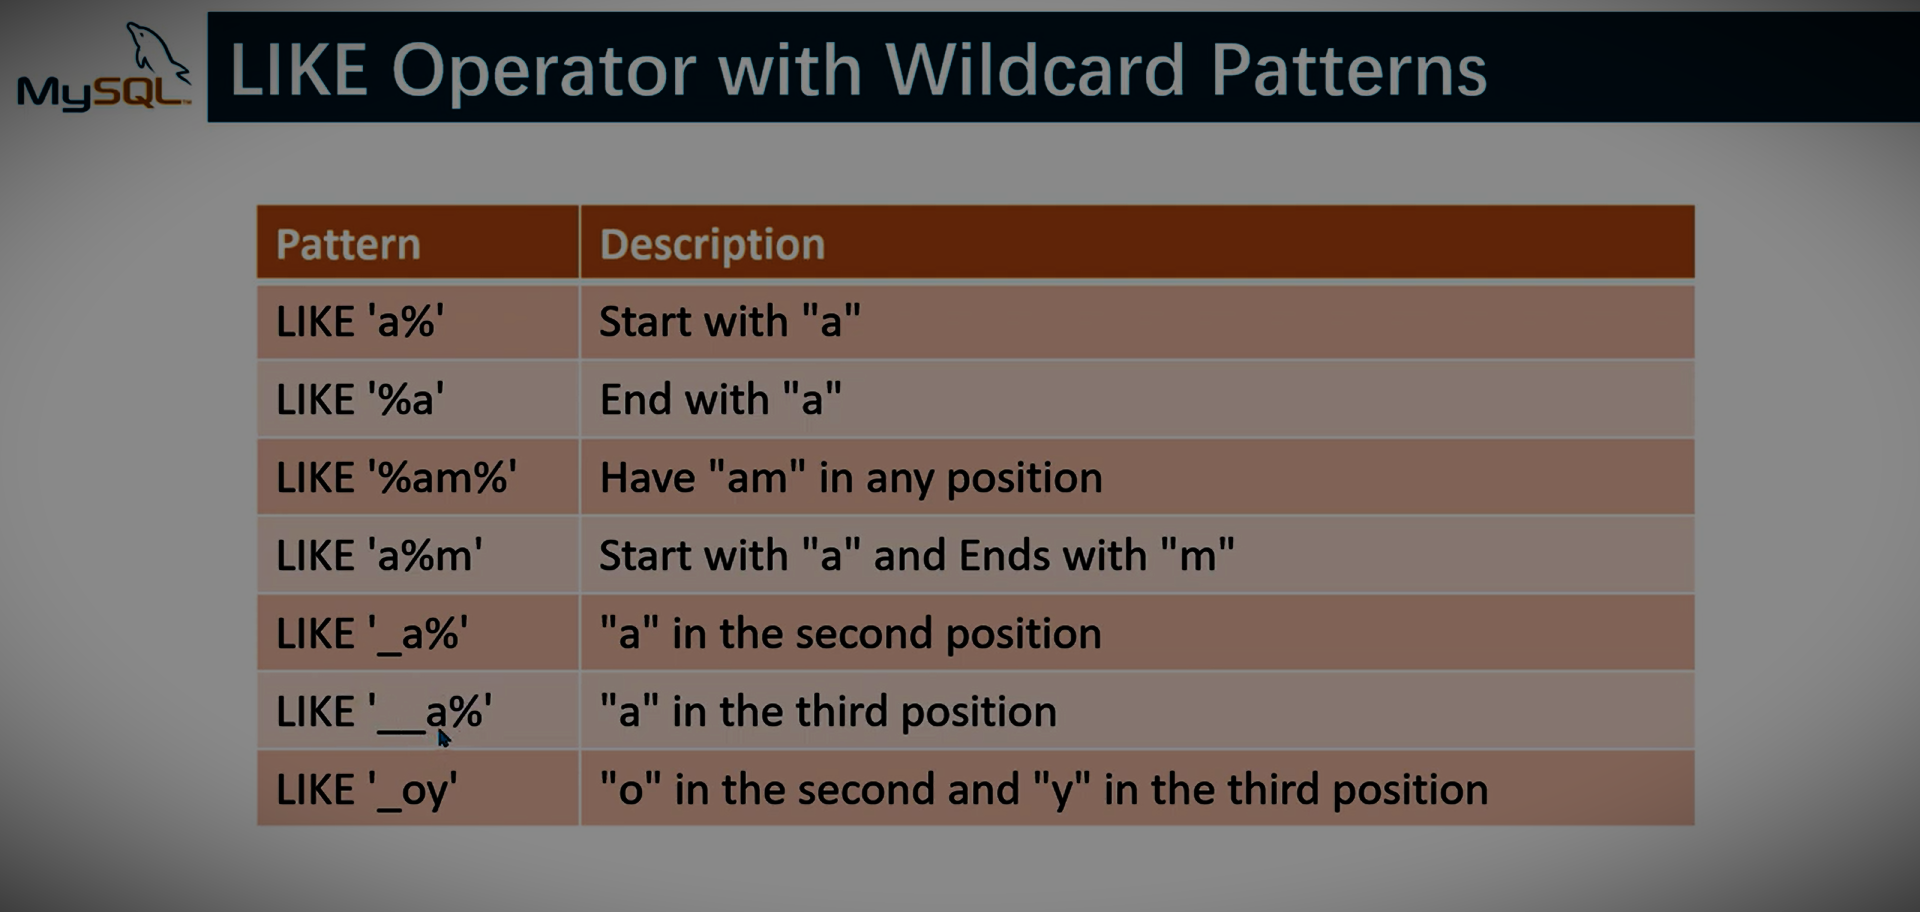 MySQL™
LIKE Operator with Wildcard Patterns
Pattern Description
LIKE 'a%' Start with "a"
LIKE '%a' End with "a"
LIKE '%am%' Have "am" in any position
LIKE 'a%m' Start with "a" and Ends with "m"
LIKE '_a%' "a" in the second position
LIKE '__a%' "a" in the third position
LIKE '_oy' "o" in the second and "y" in the third position